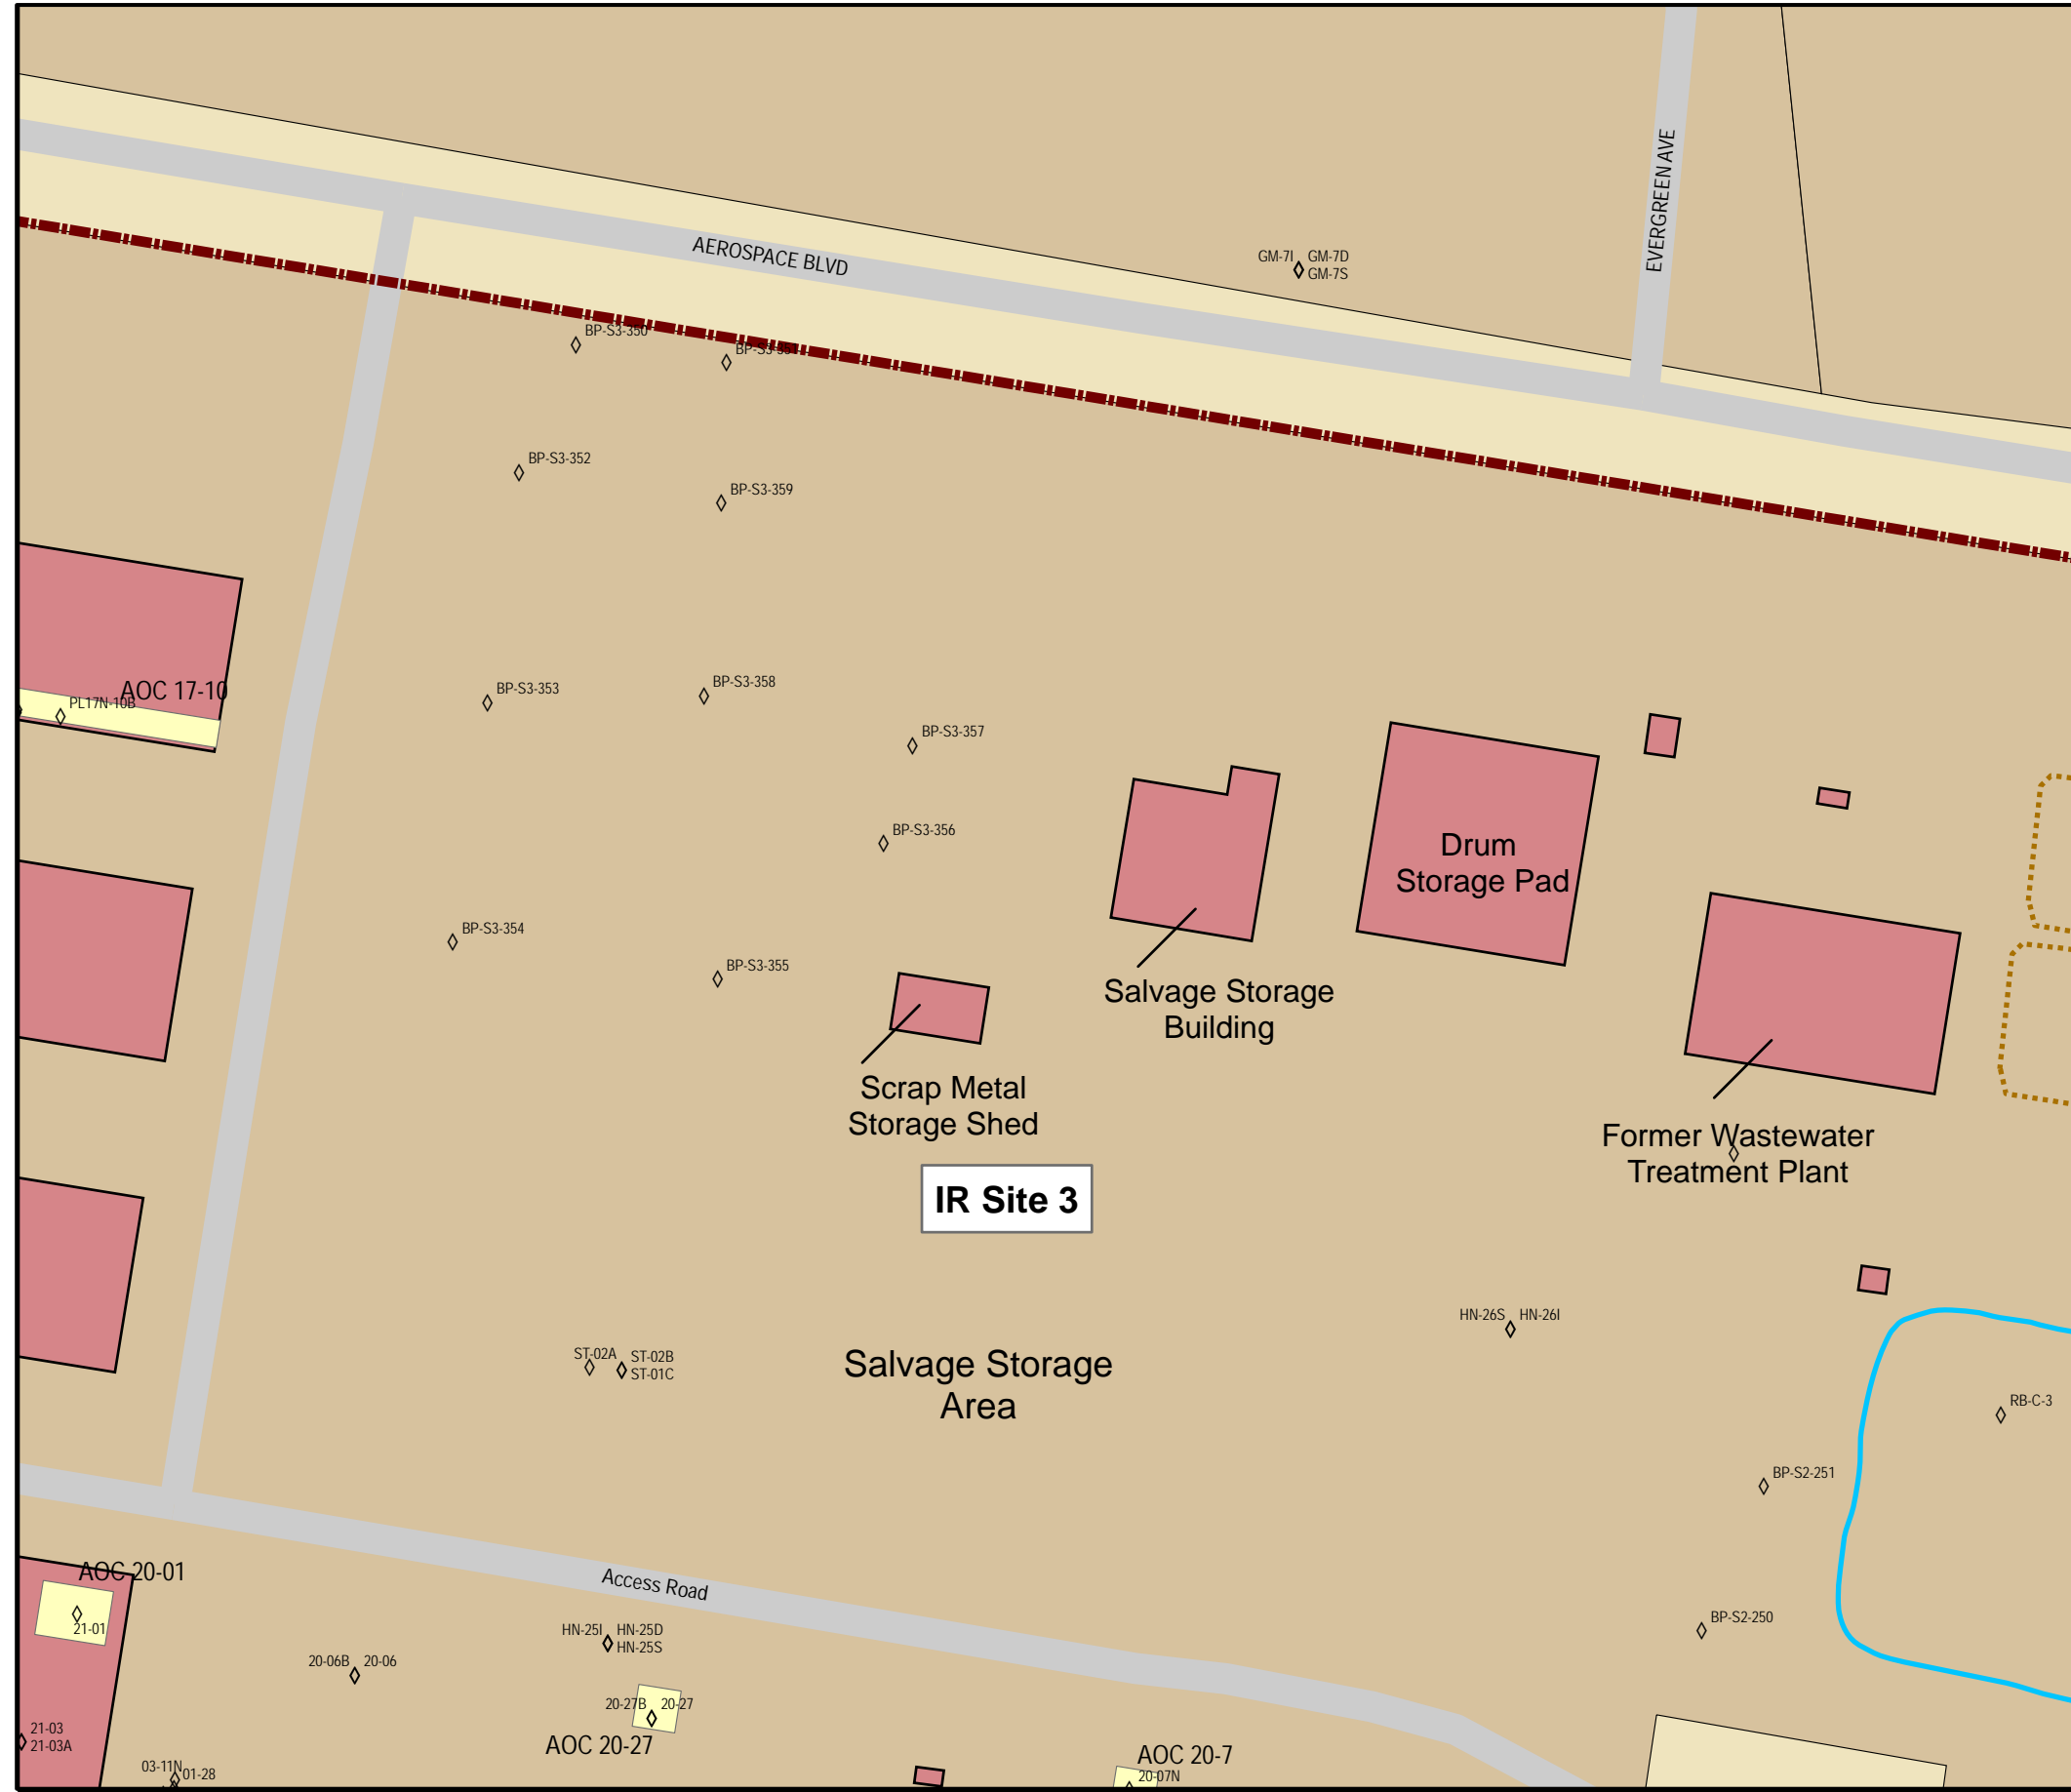 EVERGREEN AVE
AEROSPACE BLVD
GM-7I GM-7D
GM-7S
BP-S3-350
BP-S3-351
BP-S3-352
BP-S3-359
BP-S3-353
BP-S3-358
AOC 17-10
PL17N-10B
BP-S3-357
BP-S3-356
Drum
Storage Pad
BP-S3-354
BP-S3-355
Salvage Storage
Building
Scrap Metal
Storage Shed
Former Wastewater
Treatment Plant
IR Site 3
HN-26S HN-26I
ST-02A
ST-02B
ST-01C
Salvage Storage
Area
RB-C-3
BP-S2-251
AOC 20-01
21-01
Access Road
BP-S2-250
HN-25I HN-25D
HN-25S
20-06B 20-06
20-27B 20-27
AOC 20-27
21-03
21-03A
AOC 20-7
20-07N
03-11N
01-28